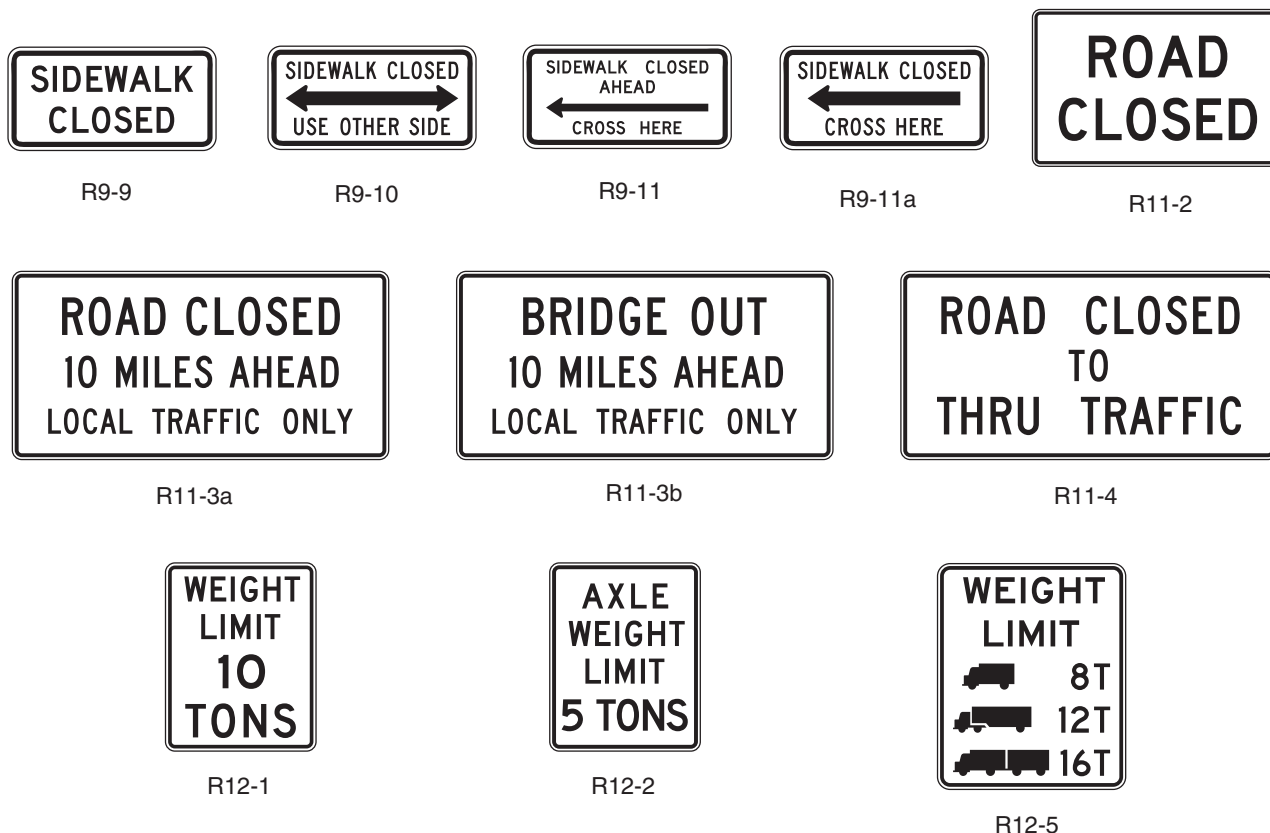 SIDEWALK
CLOSED
R9-9
SIDEWALK CLOSED
USE OTHER SIDE
R9-10
SIDEWALK CLOSED
AHEAD
CROSS HERE
R9-11
SIDEWALK CLOSED
CROSS HERE
R9-11a
ROAD
CLOSED
R11-2
ROAD CLOSED
10 MILES AHEAD
LOCAL TRAFFIC ONLY
R11-3a
BRIDGE OUT
10 MILES AHEAD
LOCAL TRAFFIC ONLY
R11-3b
ROAD CLOSED
TO
THRU TRAFFIC
R11-4
WEIGHT
LIMIT
10
TONS
R12-1
AXLE
WEIGHT
LIMIT
5 TONS
R12-2
WEIGHT
LIMIT
8T
12T
16T
R12-5